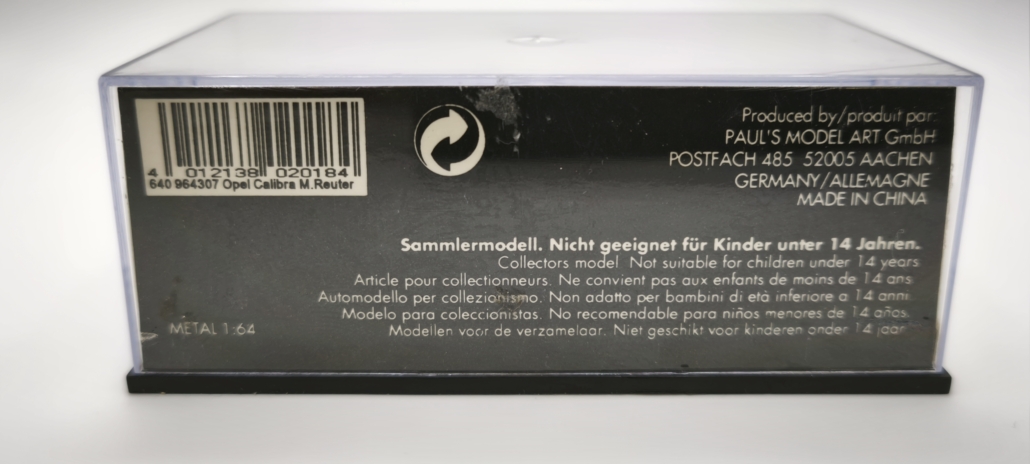 4 012138 020184
640 964307 Opel Calibra M.Reuter
Produced by/produit par:
PAUL'S MODEL ART GmbH
POSTFACH 485 52005 AACHEN
GERMANY/ALLEMAGNE
MADE IN CHINA
Sammlermodell. Nicht geeignet für Kinder unter 14 Jahren.
Collectors model. Not suitable for children under 14 years
Article pour collectionneurs. Ne convient pas aux enfants de moins de 14 ans
Automodello per collezionismo. Non adatto per bambini di età inferiore a 14 anni.
Modelo para coleccionistas. No recomendable para niños menores de 14 años.
Modellen voor de verzamelaar. Niet geschikt voor kinderen onder 14 jaar
METAL 1:64